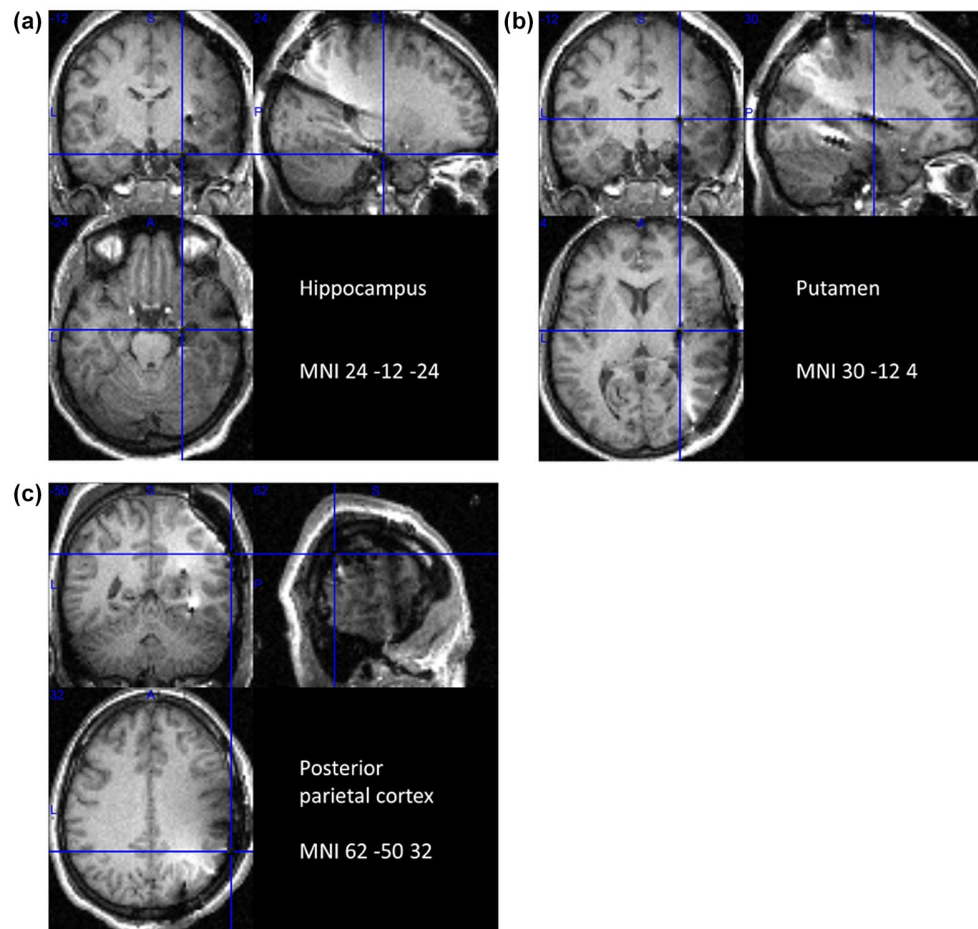 (a)
-12
S
24
S
L
P
-24
A
L
Hippocampus
MNI 24 -12 -24
(b)
-12
S
30
S
L
P
4
A
L
Putamen
MNI 30 -12 4
(c)
-50
S
62
S
L
P
32
A
L
Posterior
parietal cortex
MNI 62 -50 32